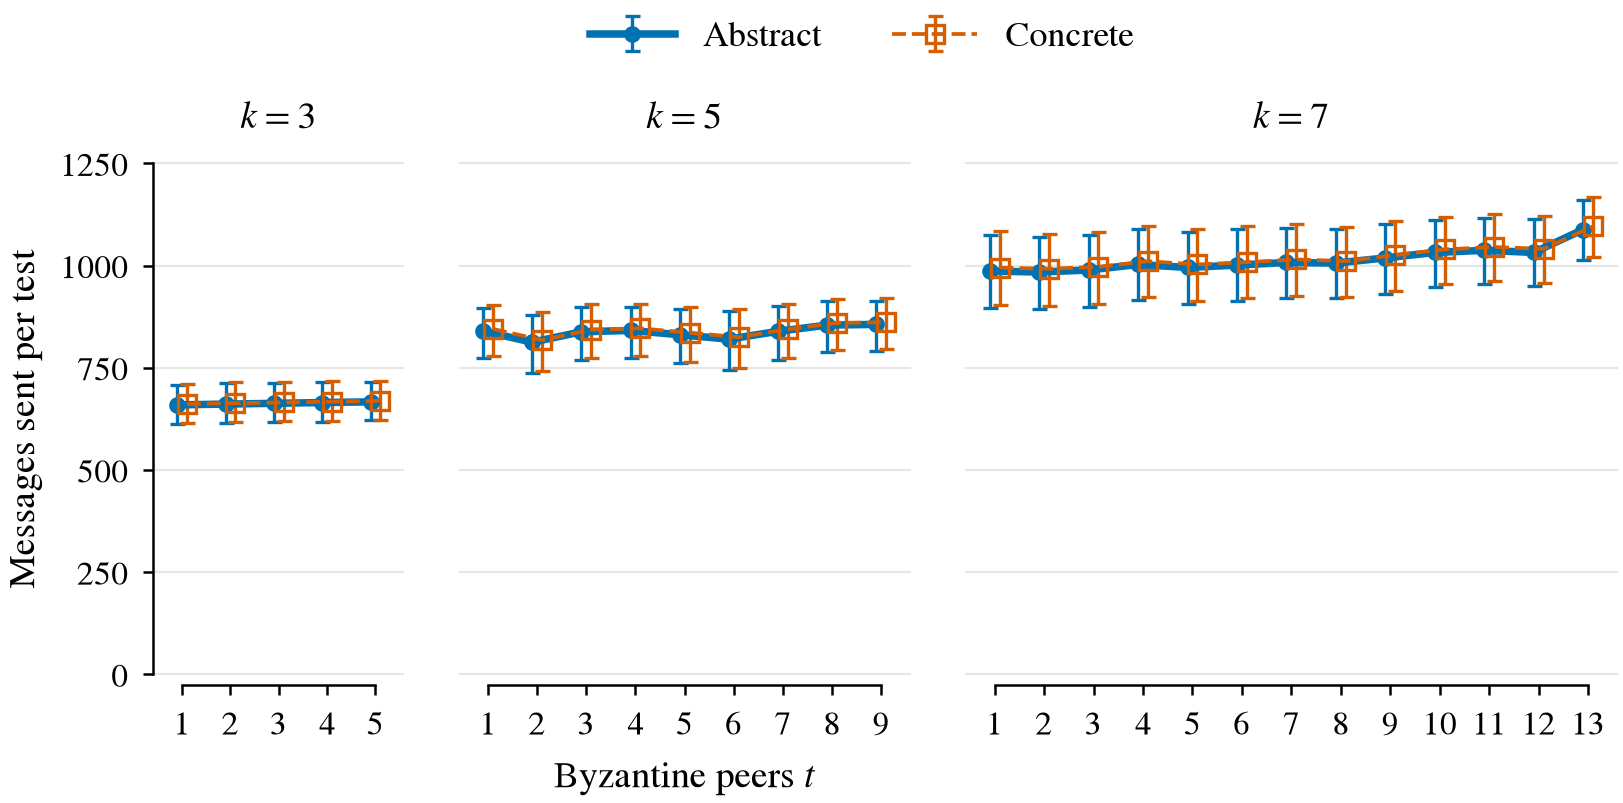 Abstract Concrete
k = 3 k = 5 k = 7
Messages sent per test
1250
1000
750
500
250
0
1 2 3 4 5 1 2 3 4 5 6 7 8 9 1 2 3 4 5 6 7 8 9 10 11 12 13
Byzantine peers t